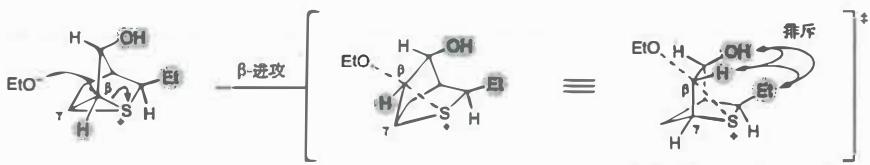 H OH
EtO⁻ Et
β S H
γ H
β-进攻
H OH
EtO β Et
H S H
γ
≡
EtO H OH 排斥
H
β Et
S H
H γ
‡